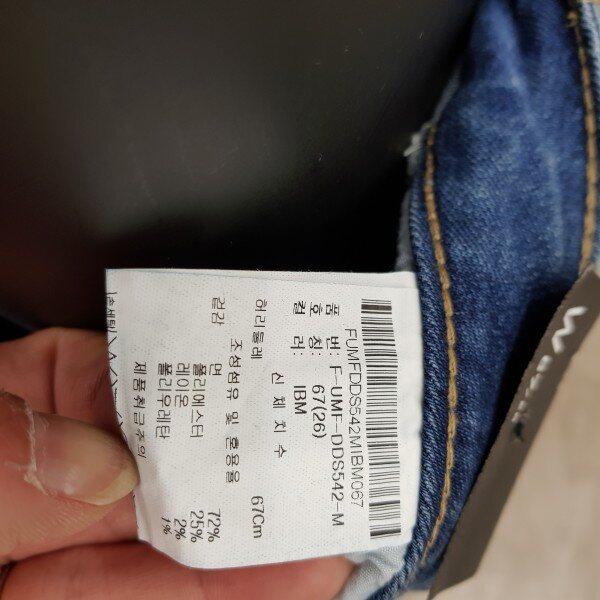 FUMFDDS542MIBM067
품 번: F-UMF-DDS542-M
호 칭: 67(26)
컬 러: IBM
신 체 치 수
허리둘레 67Cm
조성섬유 및 혼용율
겉감 면 72%
폴리에스터 25%
레이온 2%
폴리우레탄 1%
제품취급주의